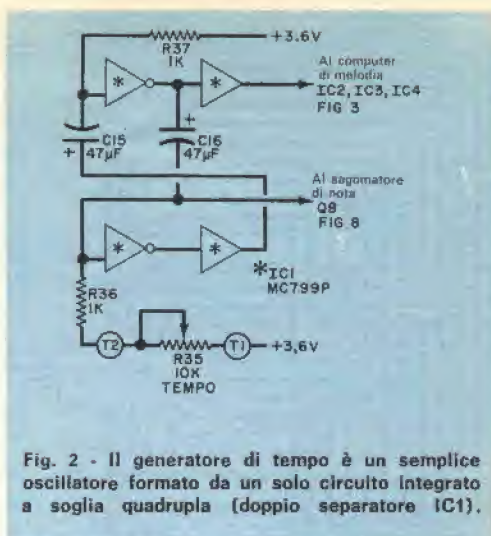 R37
1K
+3.6V
Al computer
di melodia
IC2, IC3, IC4
FIG 3
*
*
+
C15
47µF
+
C16
47µF
Al sagomatore
di nota
Q8
FIG 8
*
*
*IC1
MC799P
R36
1K
T2
R35
10K
TEMPO
T1
+3,6V
Fig. 2 - Il generatore di tempo è un semplice
oscillatore formato da un solo circuito integrato
a soglia quadrupla (doppio separatore IC1).